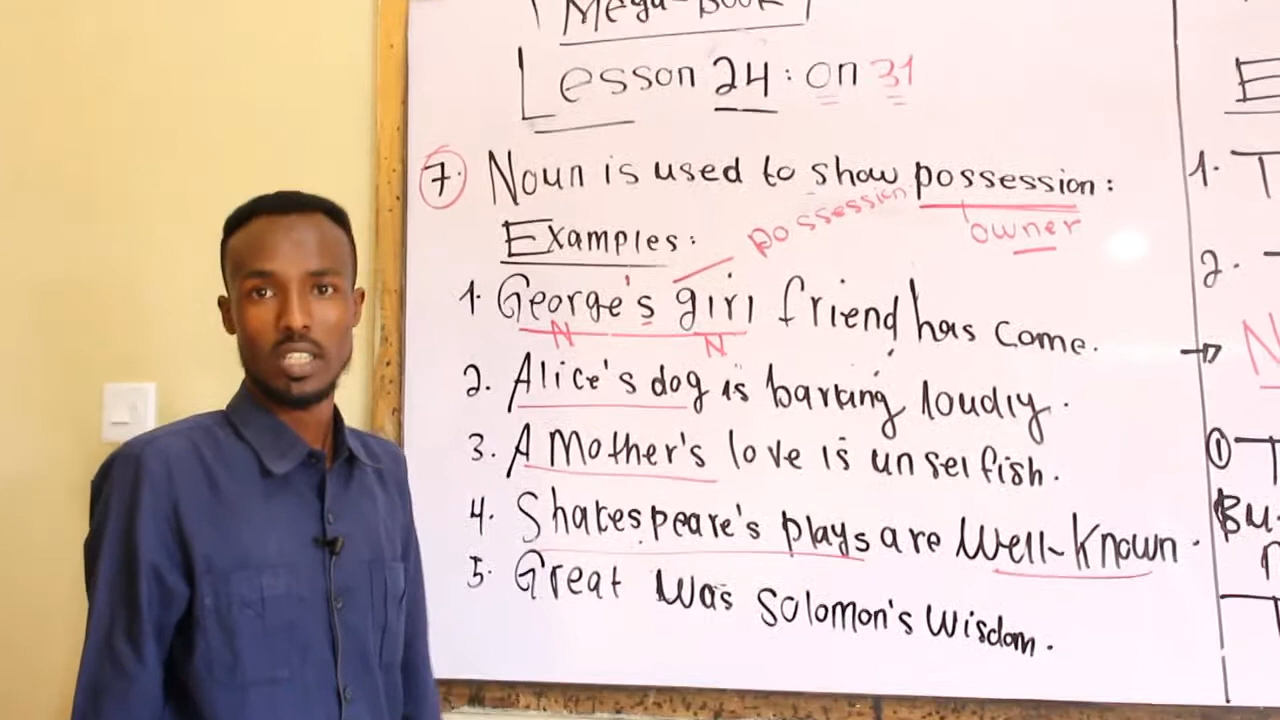 Mega-Book
Lesson 24: on 31
7. Noun is used to show possession:
possession
owner
Examples:
1. George's girl friend has come.
N N
2. Alice's dog is barking loudly.
3. A Mother's love is unselfish.
4. Shakespeare's plays are Well-Known.
5. Great was Solomon's Wisdom.
E
1. T
2.
N
1 T
Bu